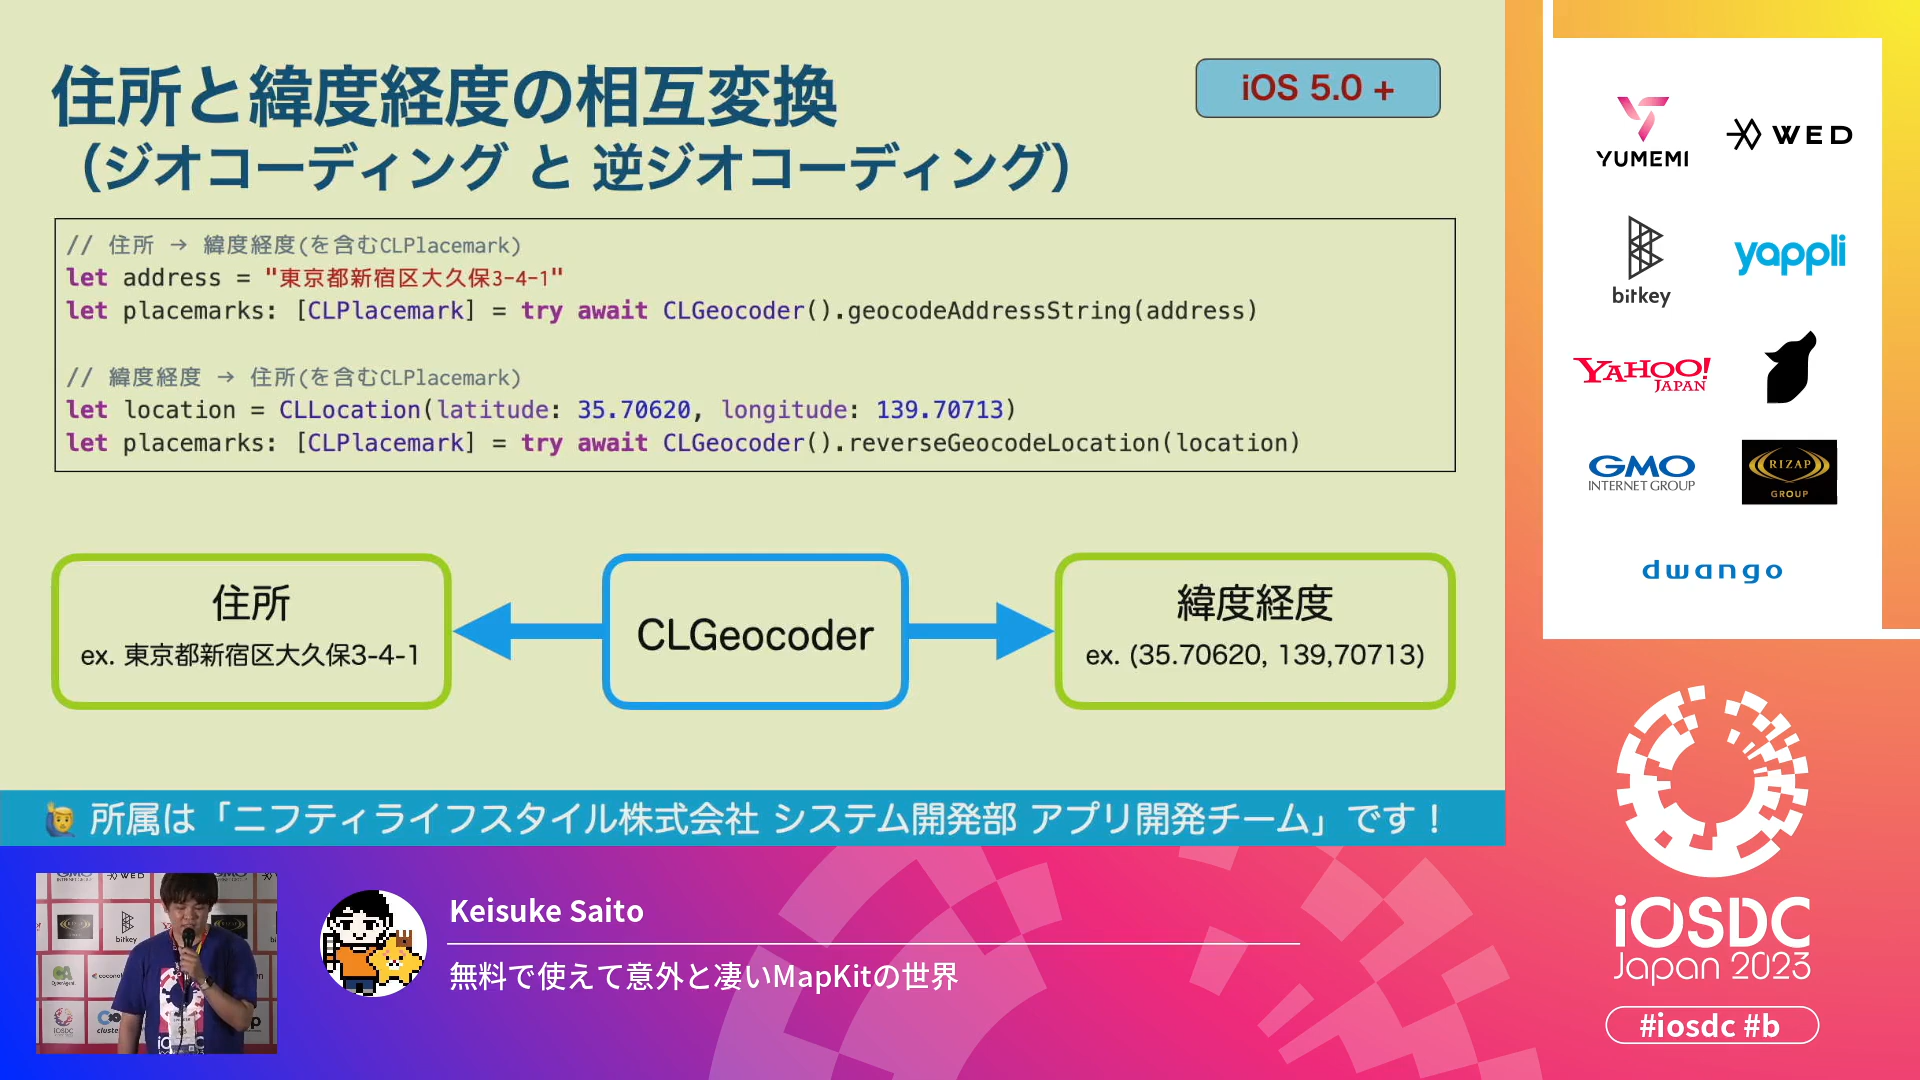 住所と緯度経度の相互変換
（ジオコーディング と 逆ジオコーディング）
iOS 5.0 +
// 住所 → 緯度経度(を含むCLPlacemark)
let address = "東京都新宿区大久保3-4-1"
let placemarks: [CLPlacemark] = try await CLGeocoder().geocodeAddressString(address)
// 緯度経度 → 住所(を含むCLPlacemark)
let location = CLLocation(latitude: 35.70620, longitude: 139.70713)
let placemarks: [CLPlacemark] = try await CLGeocoder().reverseGeocodeLocation(location)
住所
ex. 東京都新宿区大久保3-4-1
CLGeocoder
緯度経度
ex. (35.70620, 139,70713)
🙋‍♂️ 所属は「ニフティライフスタイル株式会社 システム開発部 アプリ開発チーム」です！
YUMEMI
WED
bitkey
yappli
YAHOO!
JAPAN
GMO
INTERNET GROUP
RIZAP
GROUP
dwango
iOSDC
Japan 2023
#iosdc #b
Keisuke Saito
無料で使えて意外と凄いMapKitの世界
WED
bitkey